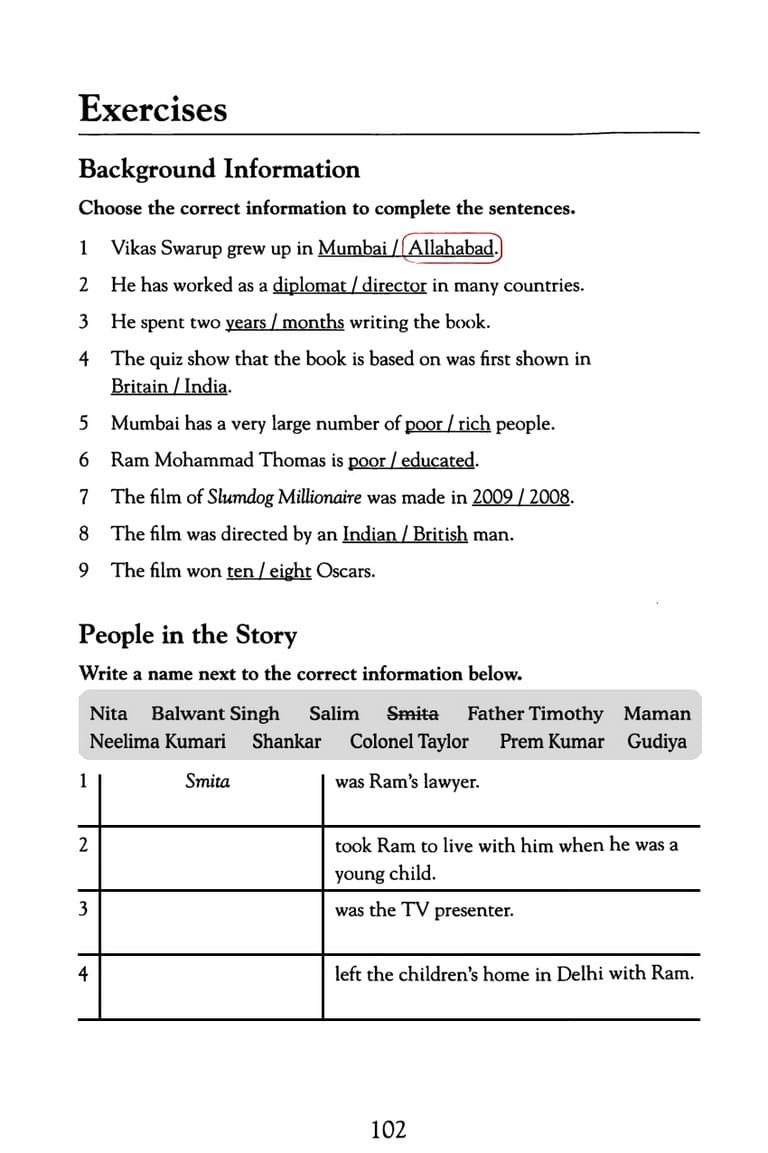 Exercises
Background Information
Choose the correct information to complete the sentences.
1 Vikas Swarup grew up in Mumbai / Allahabad.
2 He has worked as a diplomat / director in many countries.
3 He spent two years / months writing the book.
4 The quiz show that the book is based on was first shown in
Britain / India.
5 Mumbai has a very large number of poor / rich people.
6 Ram Mohammad Thomas is poor / educated.
7 The film of Slumdog Millionaire was made in 2009 / 2008.
8 The film was directed by an Indian / British man.
9 The film won ten / eight Oscars.
People in the Story
Write a name next to the correct information below.
Nita Balwant Singh Salim Smita Father Timothy Maman
Neelima Kumari Shankar Colonel Taylor Prem Kumar Gudiya
1 Smita was Ram's lawyer.
2 took Ram to live with him when he was a
young child.
3 was the TV presenter.
4 left the children's home in Delhi with Ram.
102